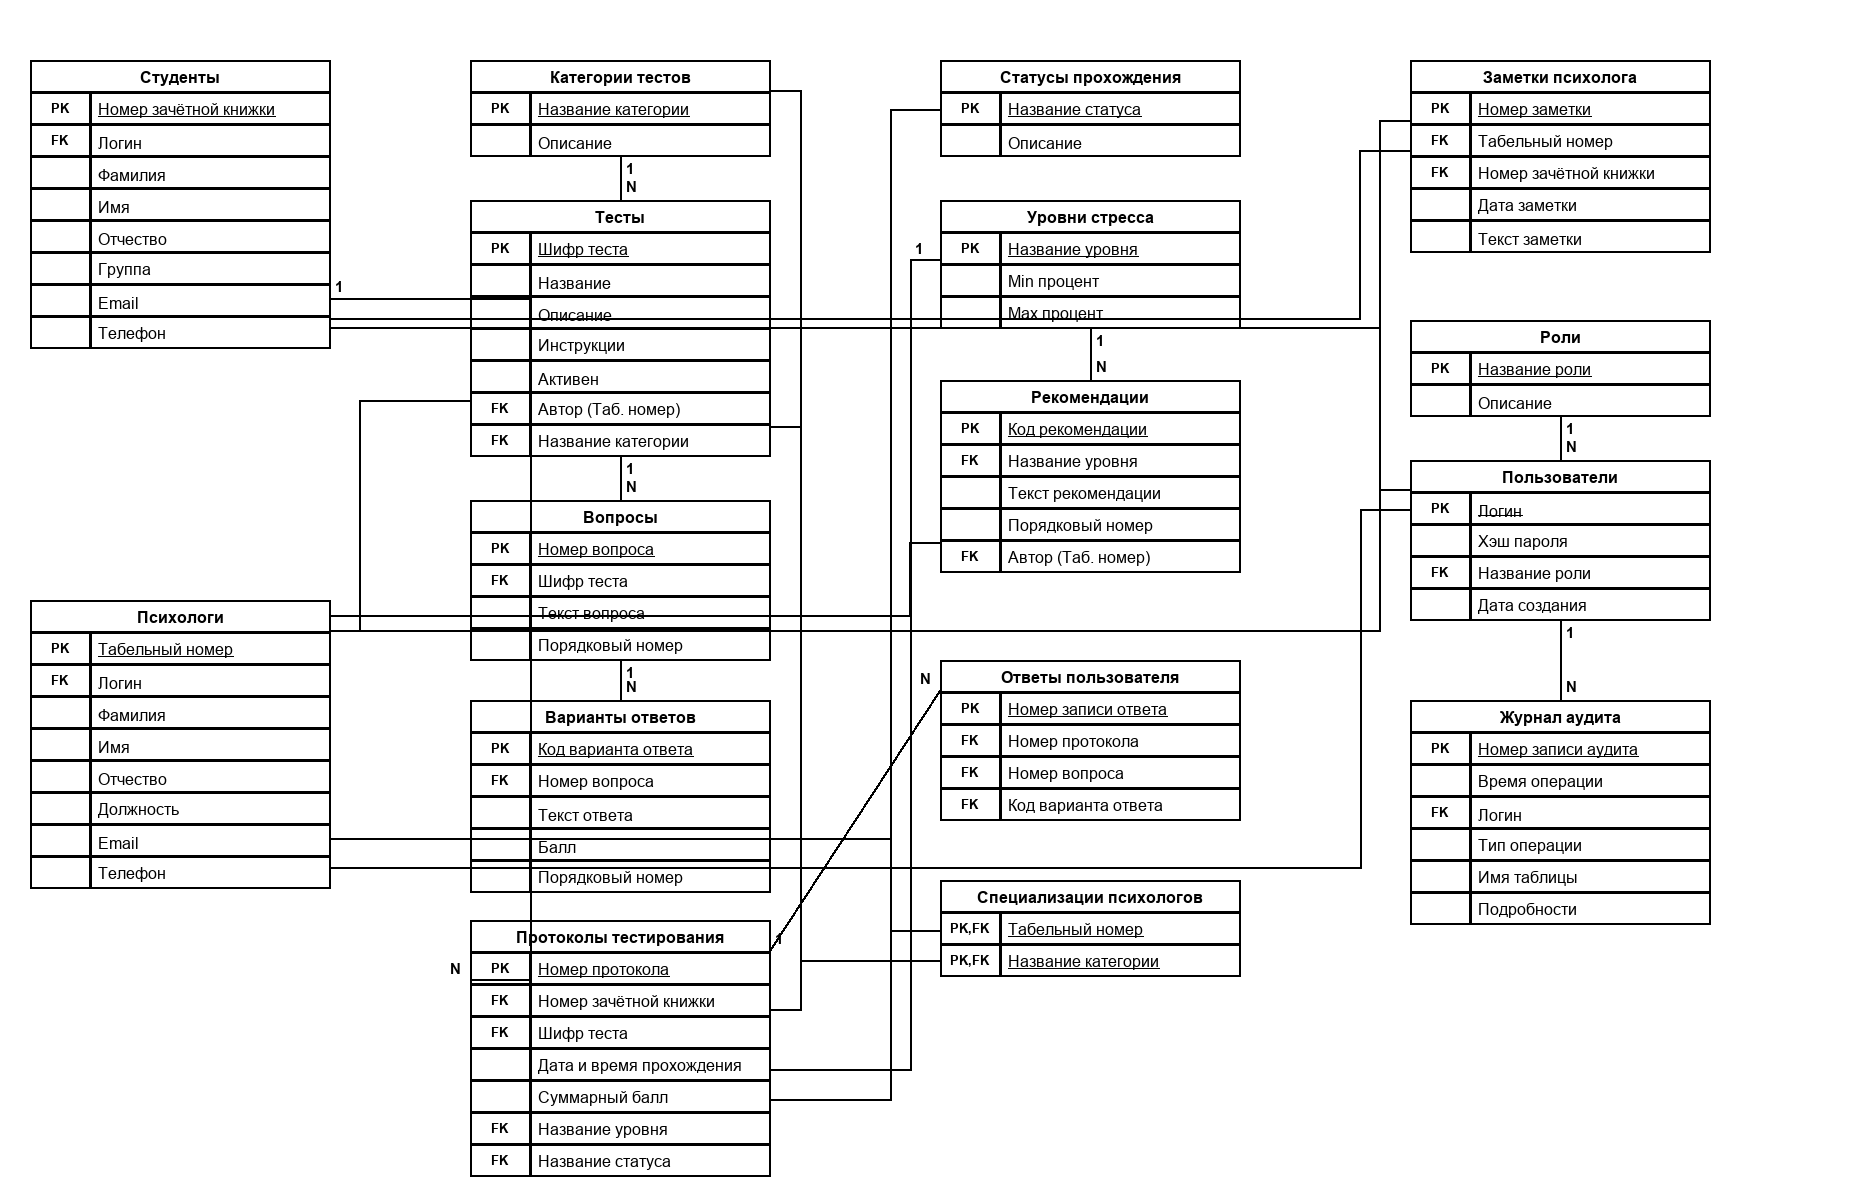 Студенты
PK Номер зачётной книжки
FK Логин
Фамилия
Имя
Отчество
Группа
Email
Телефон
1
Психологи
PK Табельный номер
FK Логин
Фамилия
Имя
Отчество
Должность
Email
Телефон
Категории тестов
PK Название категории
Описание
1
N
Тесты
PK Шифр теста
Название
Описание
Инструкции
Активен
FK Автор (Таб. номер)
FK Название категории
1
N
Вопросы
PK Номер вопроса
FK Шифр теста
Текст вопроса
Порядковый номер
1
N
Варианты ответов
PK Код варианта ответа
FK Номер вопроса
Текст ответа
Балл
Порядковый номер
Протоколы тестирования
1
N
PK Номер протокола
FK Номер зачётной книжки
FK Шифр теста
Дата и время прохождения
Суммарный балл
FK Название уровня
FK Название статуса
Статусы прохождения
PK Название статуса
Описание
Уровни стресса
1
PK Название уровня
Min процент
Max процент
1
N
Рекомендации
PK Код рекомендации
FK Название уровня
Текст рекомендации
Порядковый номер
FK Автор (Таб. номер)
N
Ответы пользователя
PK Номер записи ответа
FK Номер протокола
FK Номер вопроса
FK Код варианта ответа
Специализации психологов
PK,FK Табельный номер
PK,FK Название категории
Заметки психолога
PK Номер заметки
FK Табельный номер
FK Номер зачётной книжки
Дата заметки
Текст заметки
Роли
PK Название роли
Описание
1
N
Пользователи
PK Логин
Хэш пароля
FK Название роли
Дата создания
1
N
Журнал аудита
PK Номер записи аудита
Время операции
FK Логин
Тип операции
Имя таблицы
Подробности